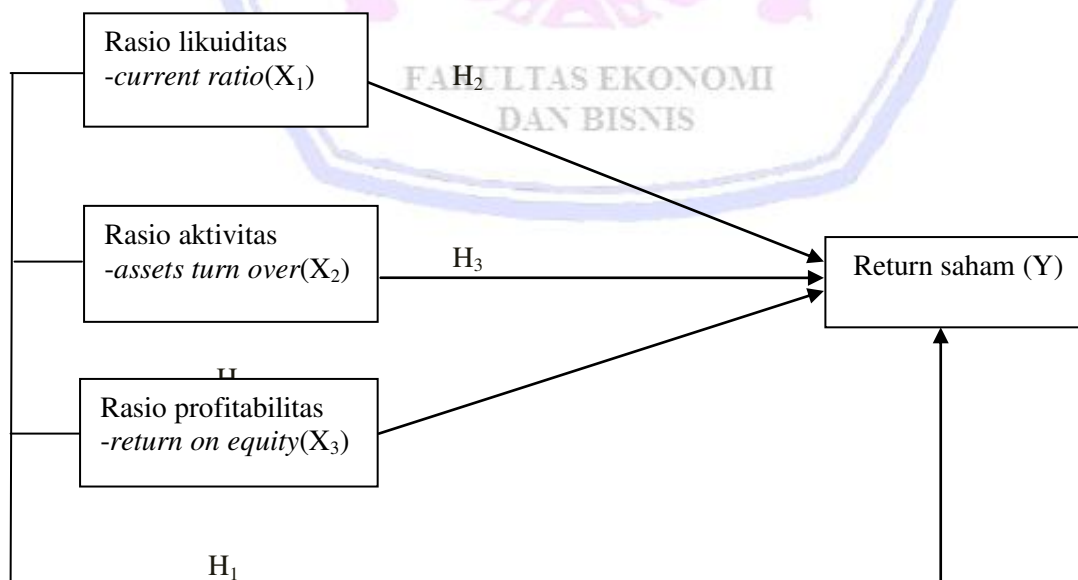 Rasio likuiditas
-current ratio(X₁)
H₂
FAKULTAS EKONOMI
DAN BISNIS
Rasio aktivitas
-assets turn over(X₂)
H₃
Return saham (Y)
H
Rasio profitabilitas
-return on equity(X₃)
H₁